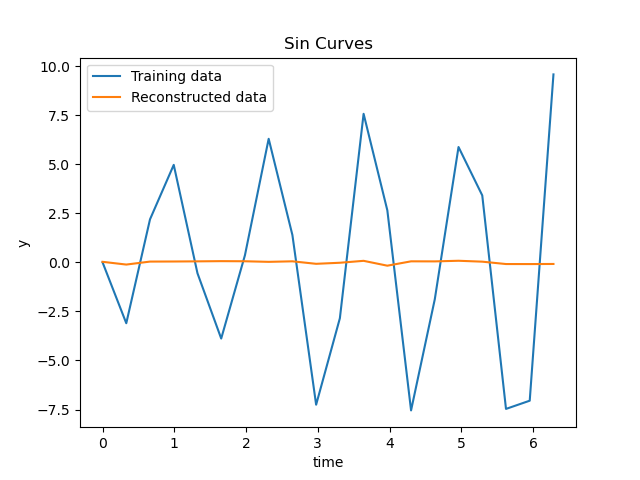 Sin Curves
Training data
Reconstructed data
10.0
7.5
5.0
2.5
0.0
−2.5
−5.0
−7.5
y
0 1 2 3 4 5 6
time